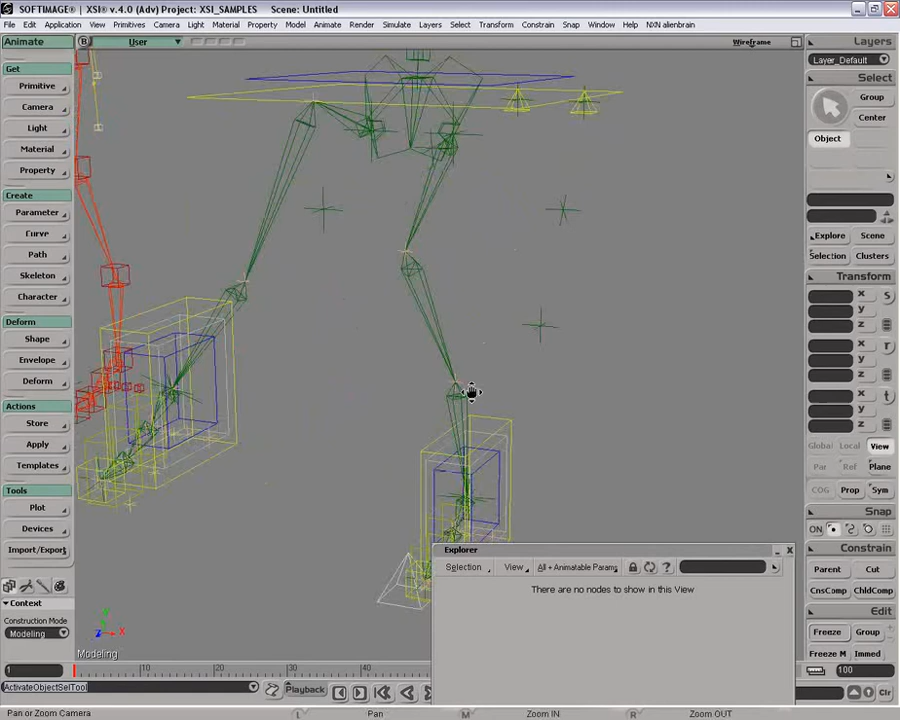 SOFTIMAGE® | XSI® v.4.0 (Adv) Project: XSI_SAMPLES Scene: Untitled
File Edit Application View Primitives Camera Light Material Property Model Animate Render Simulate Layers Select Transform Constrain Snap Window Help NXN alienbrain
Animate
B User Wireframe
Get
Primitive
Camera
Light
Material
Property
Create
Parameter
Curve
Path
Skeleton
Character
Deform
Shape
Envelope
Deform
Actions
Store
Apply
Templates
Tools
Plot
Devices
Import/Export
Context
Construction Mode
Modeling
Y
Z X
Modeling
Explorer
Selection View All + Animatable Params ?
There are no nodes to show in this View
Layers
Layer_Default
Select
Group
Center
Object
Explore Scene
Selection Clusters
Transform
x s
y
z
x r
y
z
x t
y
z
Global Local View
Par Ref Plane
COG Prop Sym
Snap
ON
Constrain
Parent Cut
CnsComp ChldComp
Edit
Freeze Group
Freeze M Immed
1 10 20 30 40 100
ActivateObjectSelTool Playback Clr
Pan or Zoom Camera L Pan M Zoom IN R Zoom OUT